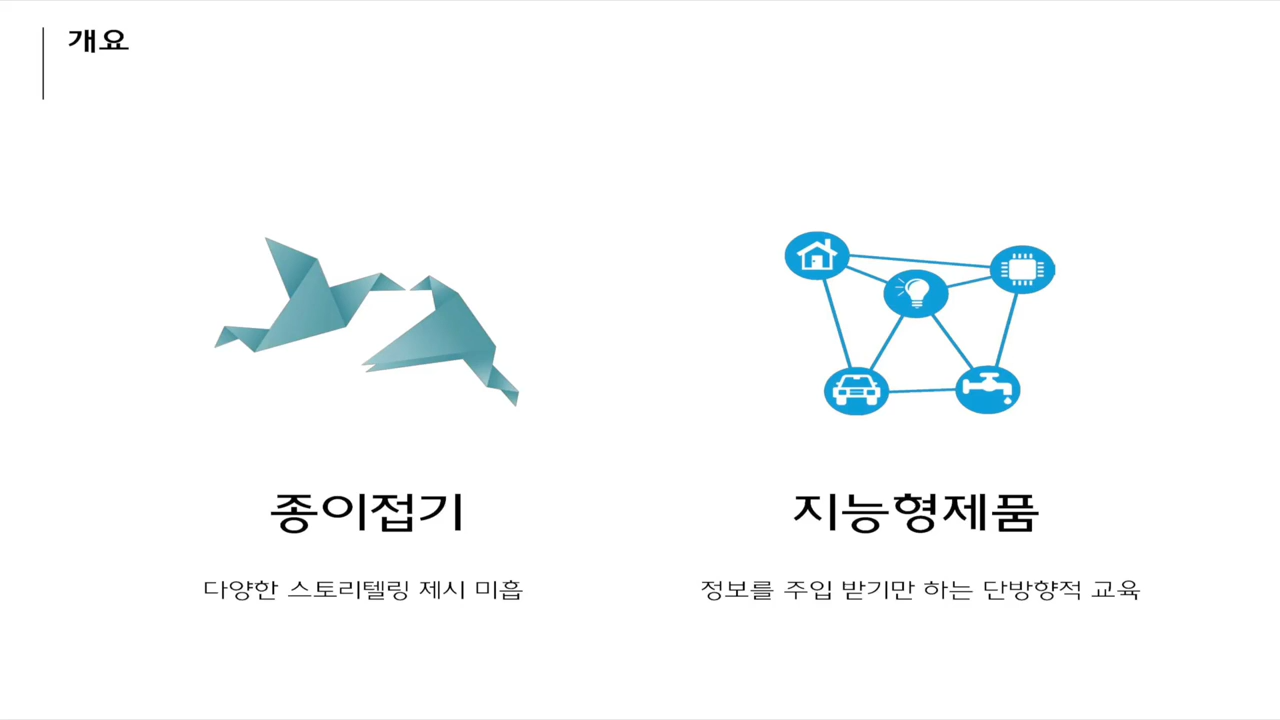 개요
종이접기
지능형제품
다양한 스토리텔링 제시 미흡
정보를 주입 받기만 하는 단방향적 교육